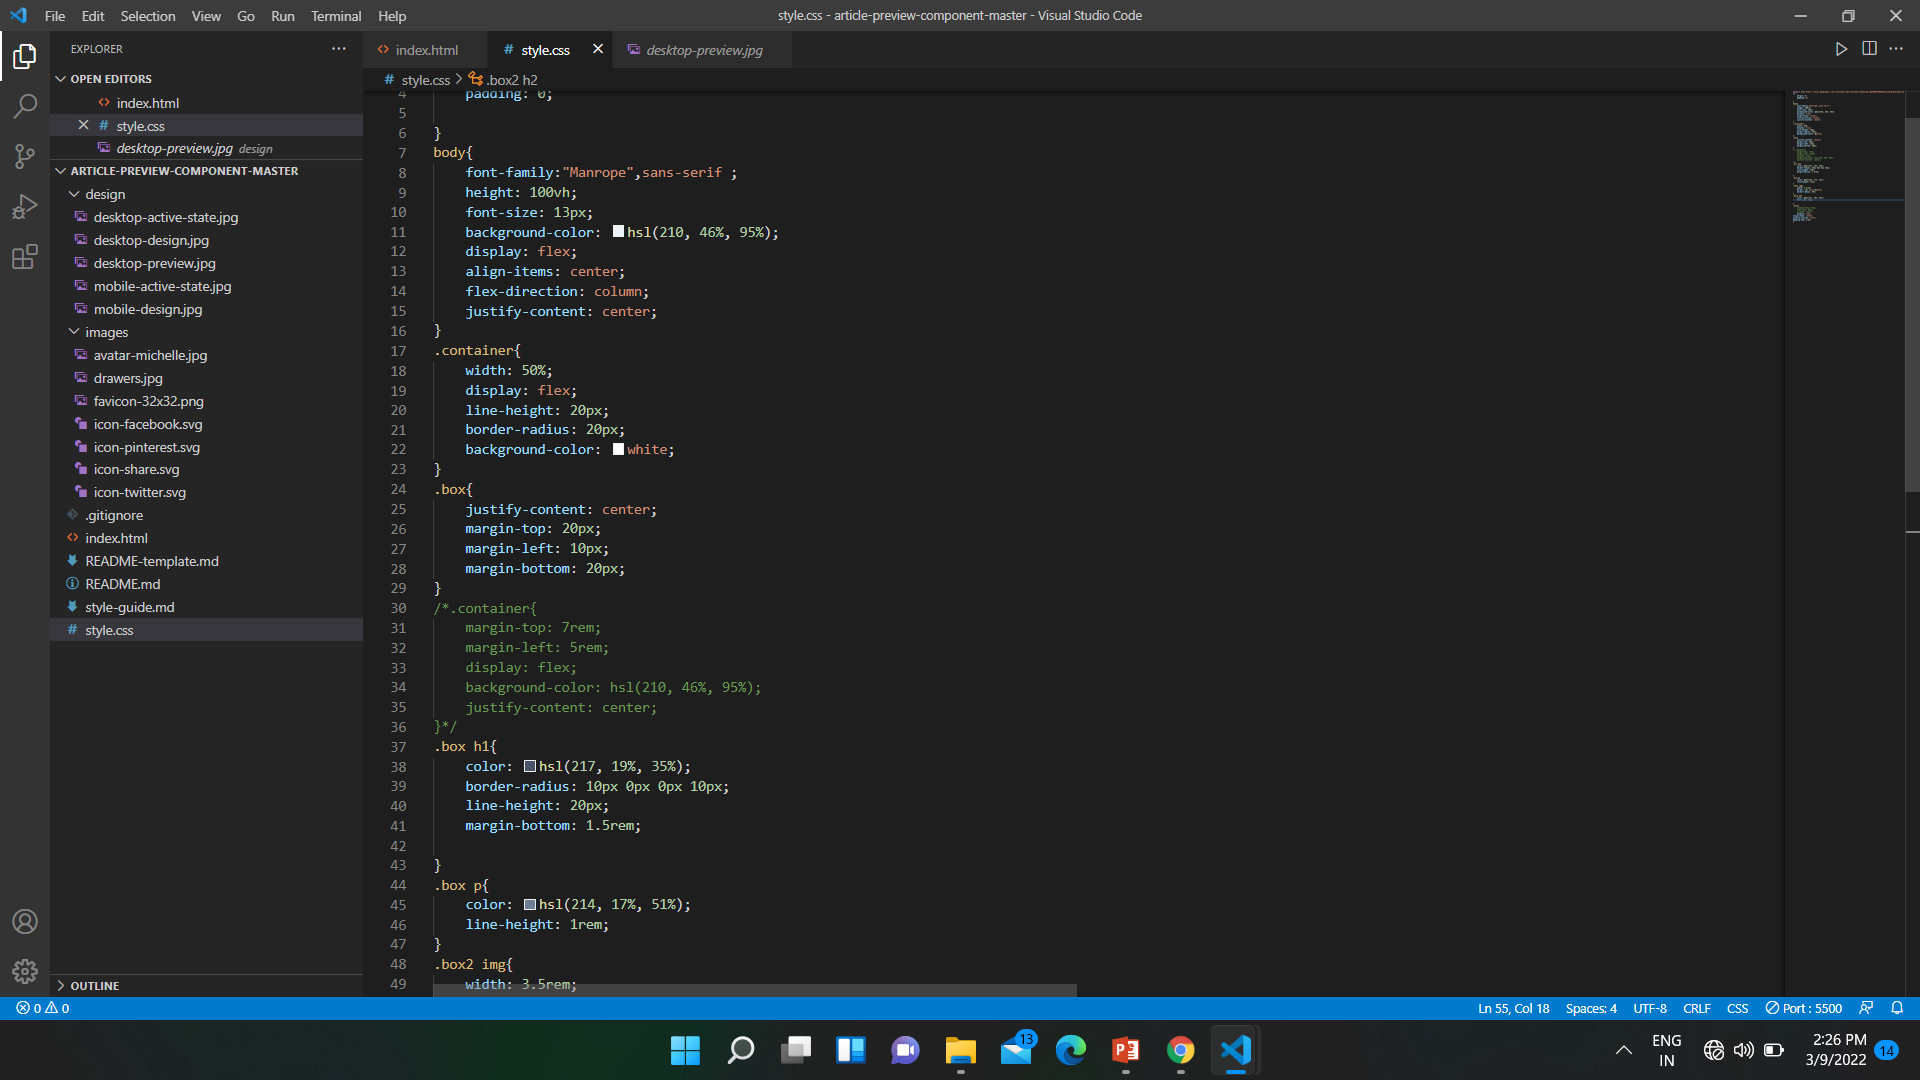 File Edit Selection View Go Run Terminal Help
style.css - article-preview-component-master - Visual Studio Code
EXPLORER
OPEN EDITORS
index.html
style.css
desktop-preview.jpg design
ARTICLE-PREVIEW-COMPONENT-MASTER
design
desktop-active-state.jpg
desktop-design.jpg
desktop-preview.jpg
mobile-active-state.jpg
mobile-design.jpg
images
avatar-michelle.jpg
drawers.jpg
favicon-32x32.png
icon-facebook.svg
icon-pinterest.svg
icon-share.svg
icon-twitter.svg
.gitignore
index.html
README-template.md
README.md
style-guide.md
style.css
OUTLINE
index.html
style.css
desktop-preview.jpg
style.css > .box2 h2
4 padding: 0;
5
6 }
7 body{
8 font-family:"Manrope",sans-serif ;
9 height: 100vh;
10 font-size: 13px;
11 background-color: hsl(210, 46%, 95%);
12 display: flex;
13 align-items: center;
14 flex-direction: column;
15 justify-content: center;
16 }
17 .container{
18 width: 50%;
19 display: flex;
20 line-height: 20px;
21 border-radius: 20px;
22 background-color: white;
23 }
24 .box{
25 justify-content: center;
26 margin-top: 20px;
27 margin-left: 10px;
28 margin-bottom: 20px;
29 }
30 /*.container{
31 margin-top: 7rem;
32 margin-left: 5rem;
33 display: flex;
34 background-color: hsl(210, 46%, 95%);
35 justify-content: center;
36 }*/
37 .box h1{
38 color: hsl(217, 19%, 35%);
39 border-radius: 10px 0px 0px 10px;
40 line-height: 20px;
41 margin-bottom: 1.5rem;
42
43 }
44 .box p{
45 color: hsl(214, 17%, 51%);
46 line-height: 1rem;
47 }
48 .box2 img{
49 width: 3.5rem;
0 0
Ln 55, Col 18 Spaces: 4 UTF-8 CRLF CSS Port : 5500
13
ENG
IN
2:26 PM
3/9/2022
14